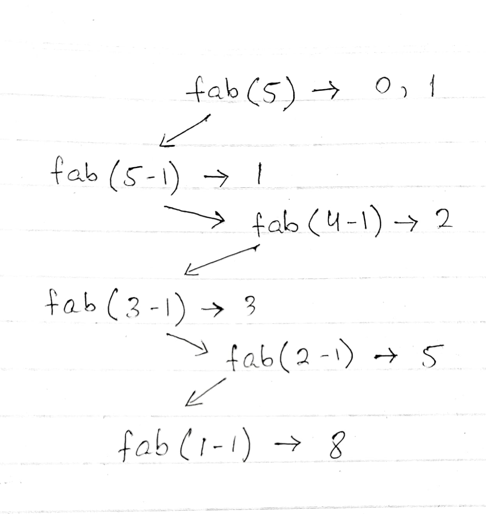 fab(5) → 0, 1
fab(5-1) → 1
fab(4-1) → 2
fab(3-1) → 3
fab(2-1) → 5
fab(1-1) → 8